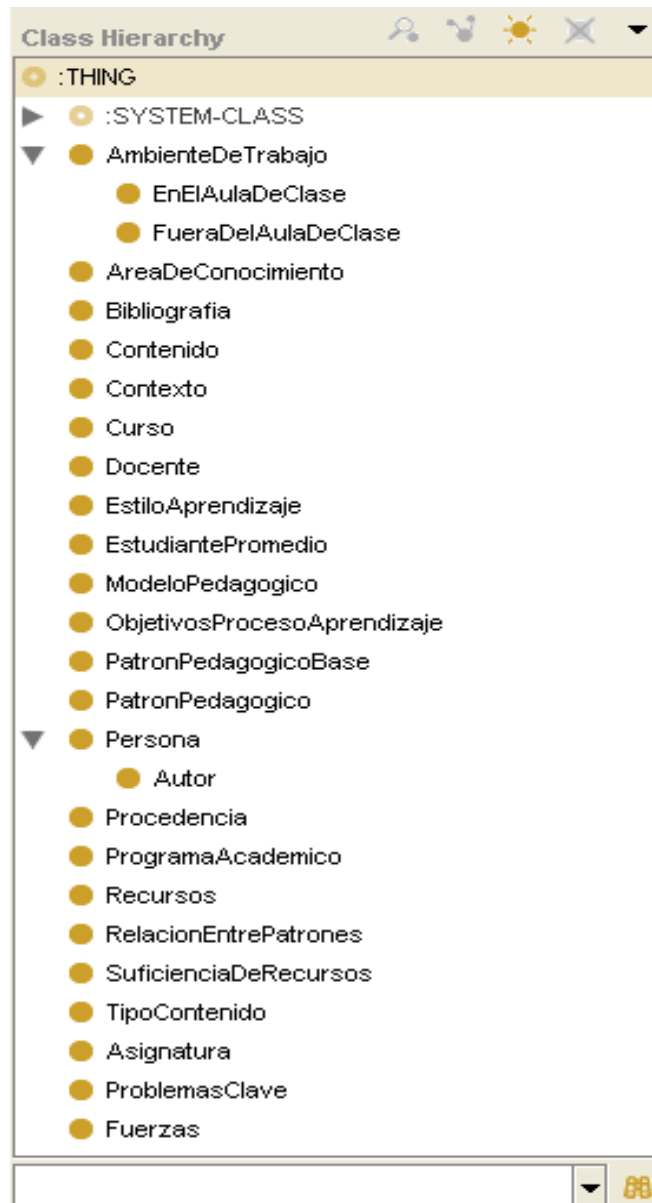 Class Hierarchy
:THING
:SYSTEM-CLASS
AmbienteDeTrabajo
EnElAulaDeClase
FueraDelAulaDeClase
AreaDeConocimiento
Bibliografia
Contenido
Contexto
Curso
Docente
EstiloAprendizaje
EstudiantePromedio
ModeloPedagogico
ObjetivosProcesoAprendizaje
PatronPedagogicoBase
PatronPedagogico
Persona
Autor
Procedencia
ProgramaAcademico
Recursos
RelacionEntrePatrones
SuficienciaDeRecursos
TipoContenido
Asignatura
ProblemasClave
Fuerzas